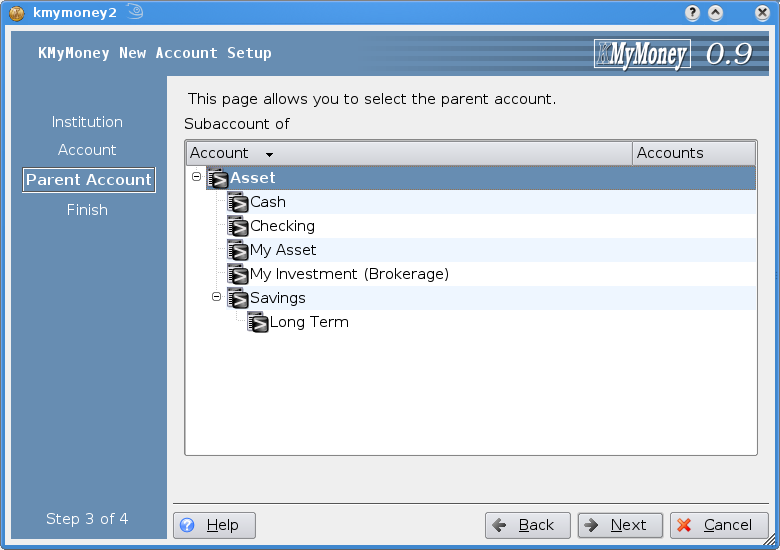 kmymoney2
KMyMoney New Account Setup
KMyMoney 0.9
Institution
Account
Parent Account
Finish
Step 3 of 4
This page allows you to select the parent account.
Subaccount of
Account Accounts
Asset
Cash
Checking
My Asset
My Investment (Brokerage)
Savings
Long Term
Help Back Next Cancel